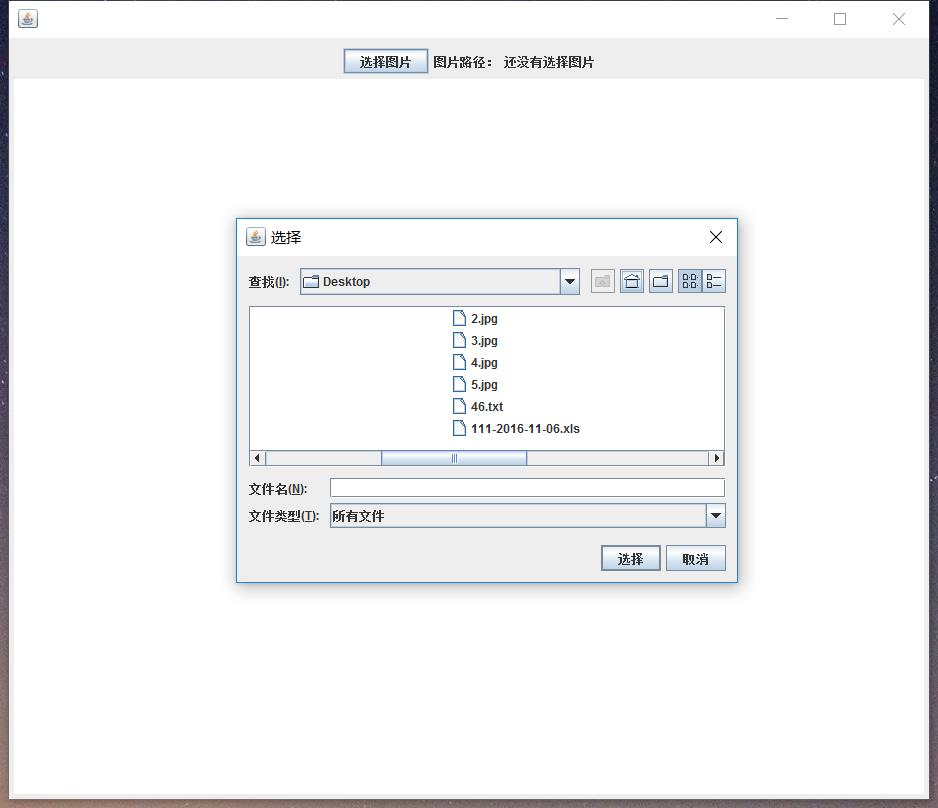 选择图片 图片路径： 还没有选择图片
选择
查找(I): Desktop
2.jpg
3.jpg
4.jpg
5.jpg
46.txt
111-2016-11-06.xls
文件名(N):
文件类型(T): 所有文件
选择 取消